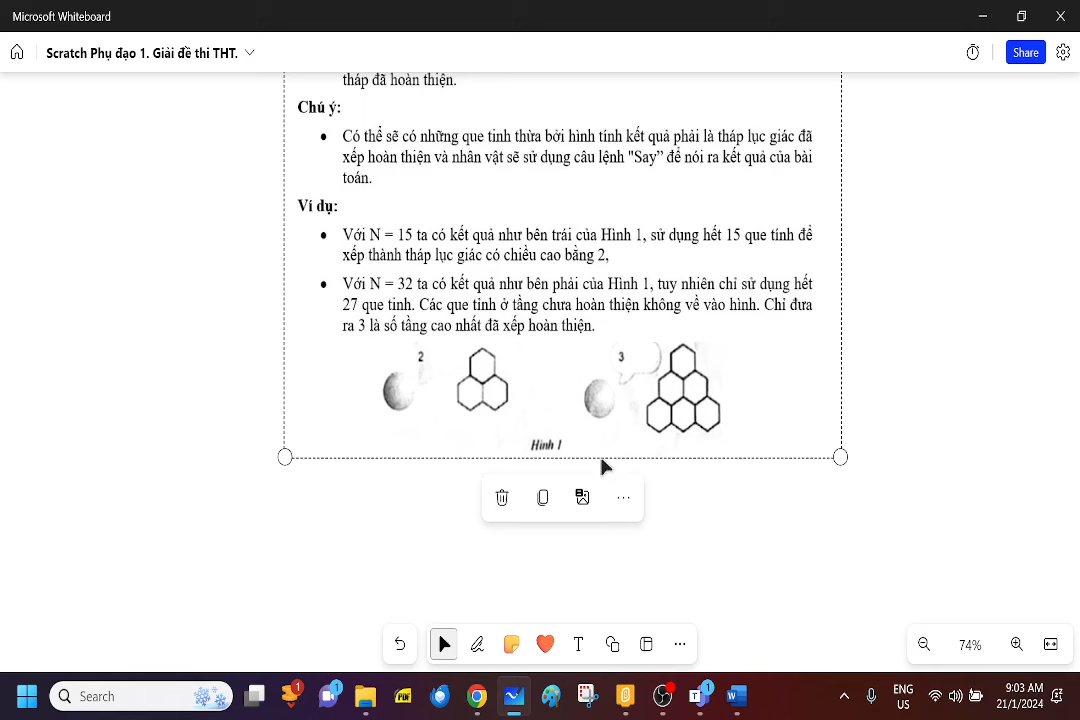 Microsoft Whiteboard
Scratch Phụ đạo 1. Giải đề thi THT.
Share
tháp đã hoàn thiện.
Chú ý:
Có thể sẽ có những que tinh thừa bởi hình tính kết quả phải là tháp lục giác đã
xếp hoàn thiện và nhân vật sẽ sử dụng câu lệnh "Say” để nói ra kết quả của bài
toán.
Ví dụ:
Với N = 15 ta có kết quả như bên trái của Hình 1, sử dụng hết 15 que tính để
xếp thành tháp lục giác có chiều cao bằng 2,
Với N = 32 ta có kết quả như bên phải của Hình 1, tuy nhiên chỉ sử dụng hết
27 que tinh. Các que tính ở tầng chưa hoàn thiện không vẽ vào hình. Chỉ đưa
ra 3 là số tầng cao nhất đã xếp hoàn thiện.
2
3
Hình 1
74%
Search
1
1
1
ENG
US
9:03 AM
21/1/2024